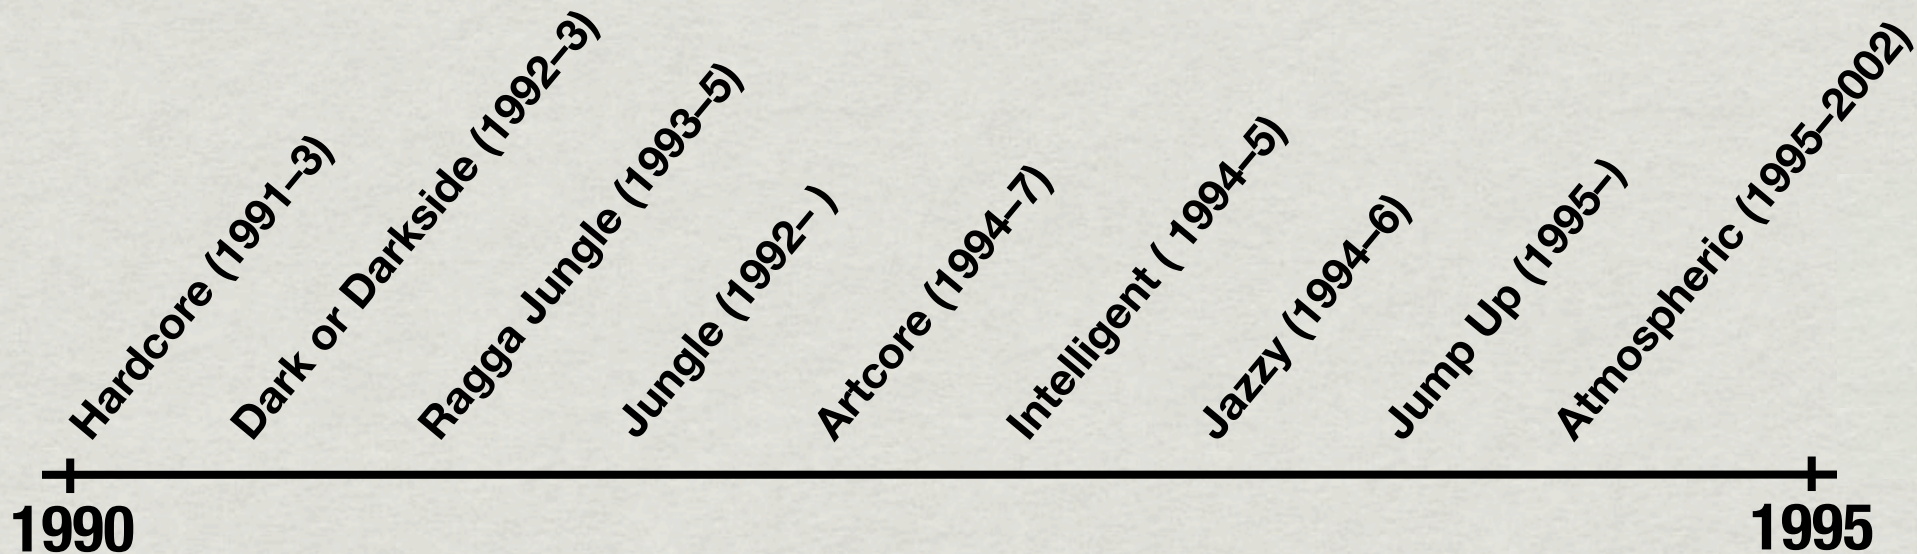 Hardcore (1991–3)
Dark or Darkside (1992–3)
Ragga Jungle (1993–5)
Jungle (1992– )
Artcore (1994–7)
Intelligent ( 1994–5)
Jazzy (1994–6)
Jump Up (1995–)
Atmospheric (1995–2002)
1990
1995